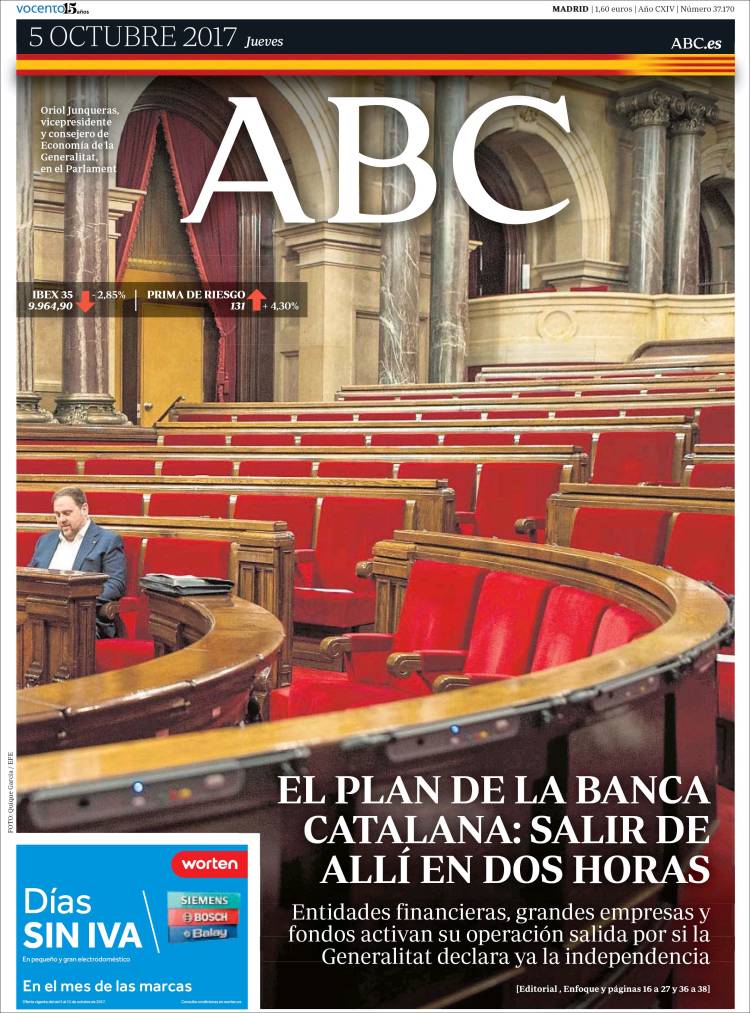 vocento 15 años
MADRID | 1,60 euros | Año CXIV | Número 37.170
5 OCTUBRE 2017 Jueves
ABC.es
ABC
Oriol Junqueras,
vicepresidente
y consejero de
Economía de la
Generalitat,
en el Parlament
IBEX 35
9.964,90
- 2,85%
PRIMA DE RIESGO
131
+ 4,30%
FOTO: Quique García / EFE
EL PLAN DE LA BANCA
CATALANA: SALIR DE
ALLÍ EN DOS HORAS
Entidades financieras, grandes empresas y
fondos activan su operación salida por si la
Generalitat declara ya la independencia
[Editorial , Enfoque y páginas 16 a 27 y 36 a 38]
worten
Días
SIN IVA
En pequeño y gran electrodoméstico
SIEMENS
BOSCH
Balay
En el mes de las marcas
Consulta condiciones en worten.es